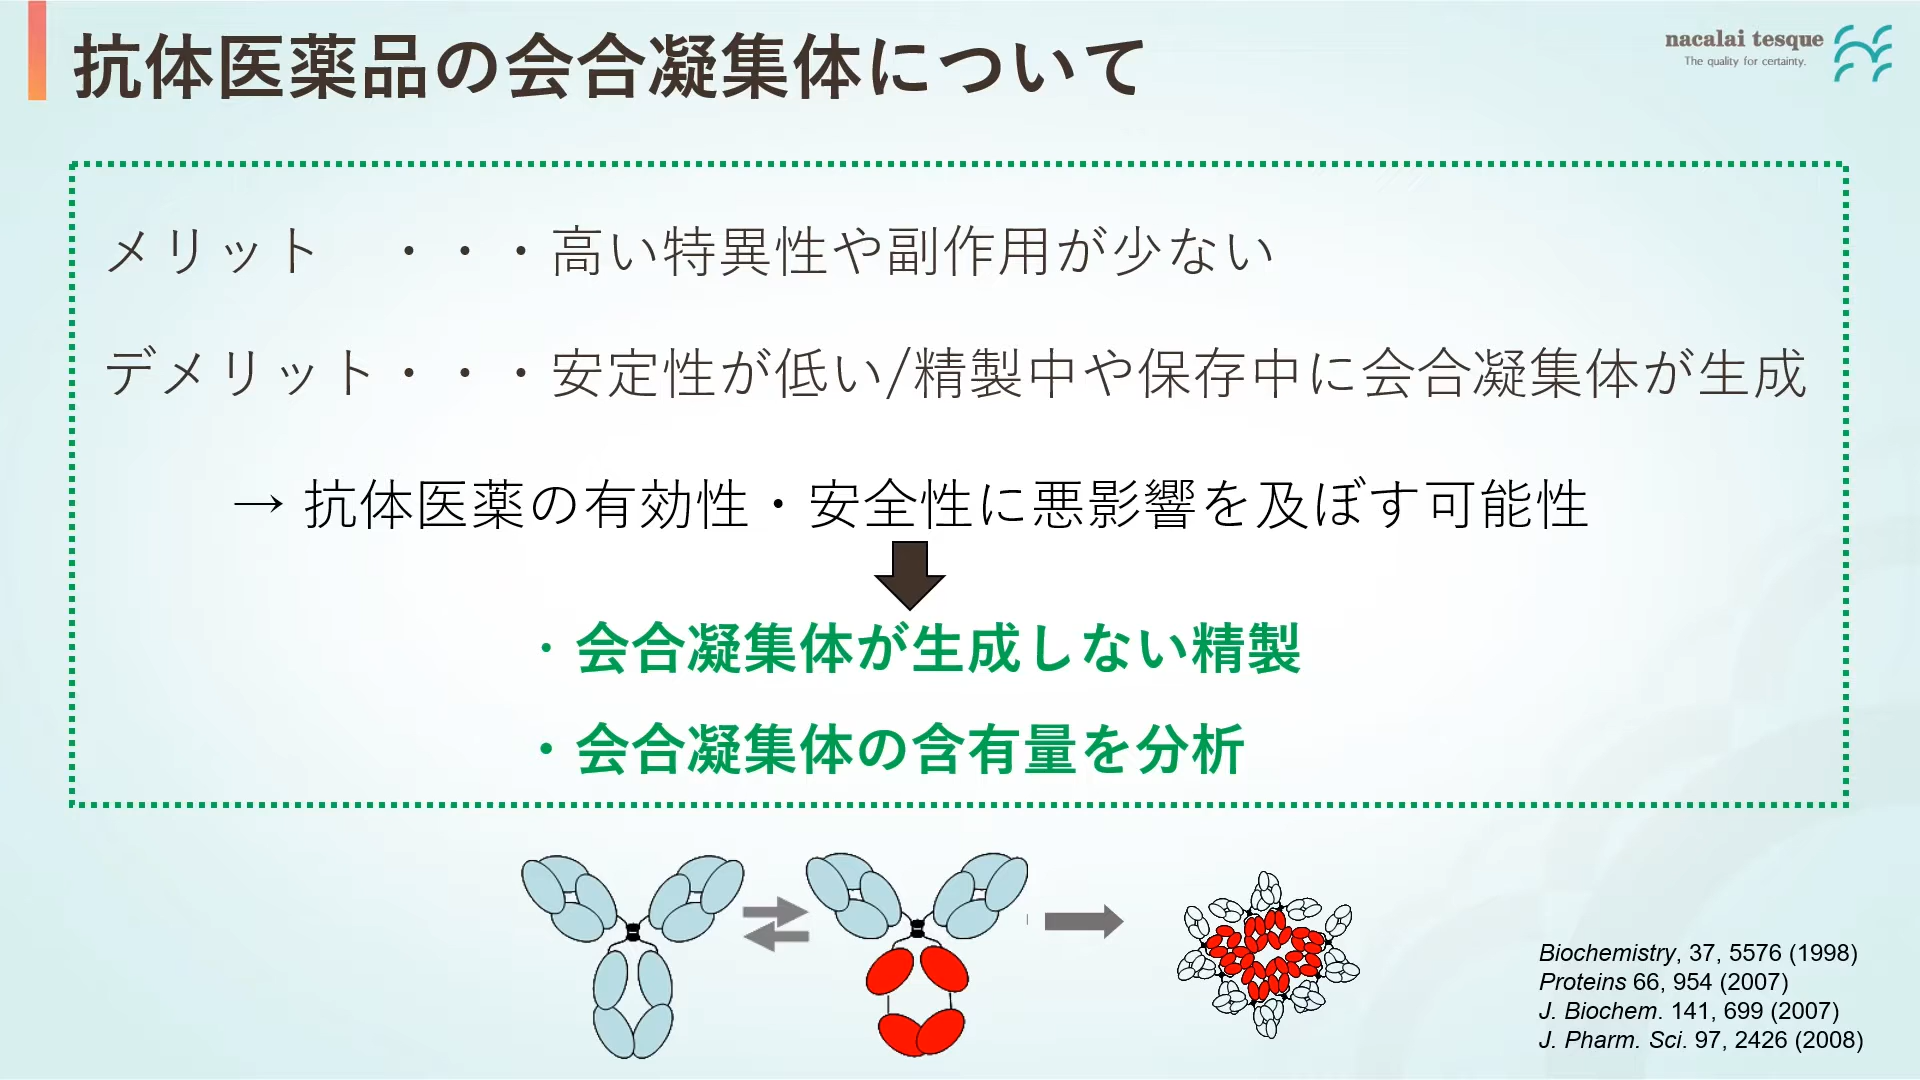 抗体医薬品の会合凝集体について
nacalai tesque
The quality for certainty.
メリット　・・・高い特異性や副作用が少ない
デメリット・・・安定性が低い/精製中や保存中に会合凝集体が生成
→ 抗体医薬の有効性・安全性に悪影響を及ぼす可能性
・会合凝集体が生成しない精製
・会合凝集体の含有量を分析
Biochemistry, 37, 5576 (1998)
Proteins 66, 954 (2007)
J. Biochem. 141, 699 (2007)
J. Pharm. Sci. 97, 2426 (2008)